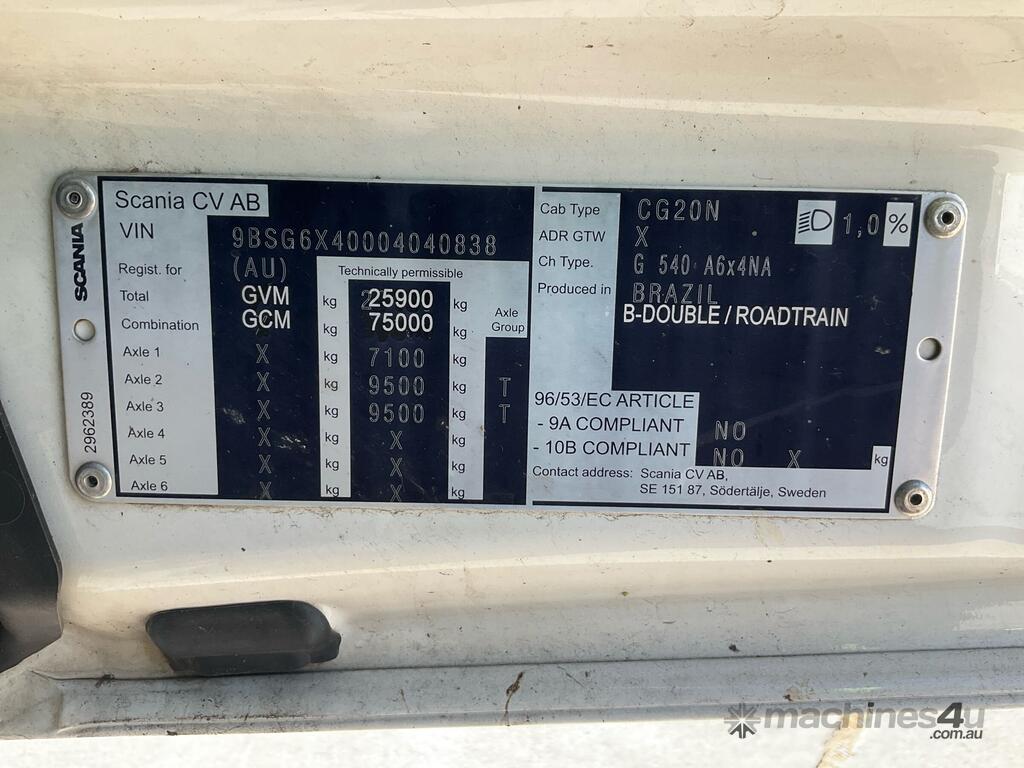 SCANIA
2962389
Scania CV AB
VIN 9BSG6X40004040838
Regist. for (AU) Technically permissible
Total GVM kg 25900 kg Axle
Combination GCM kg 75000 kg Group
Axle 1 X kg 7100 kg
Axle 2 X kg 9500 kg T
Axle 3 X kg 9500 kg T
Axle 4 X kg X kg
Axle 5 X kg X kg
Axle 6 X kg X kg
Cab Type CG20N 1,0 %
ADR GTW X
Ch Type. G 540 A6x4NA
Produced in BRAZIL
B-DOUBLE / ROADTRAIN
96/53/EC ARTICLE
- 9A COMPLIANT NO
- 10B COMPLIANT NO X kg
Contact address: Scania CV AB,
SE 151 87, Södertälje, Sweden
machines4u
.com.au